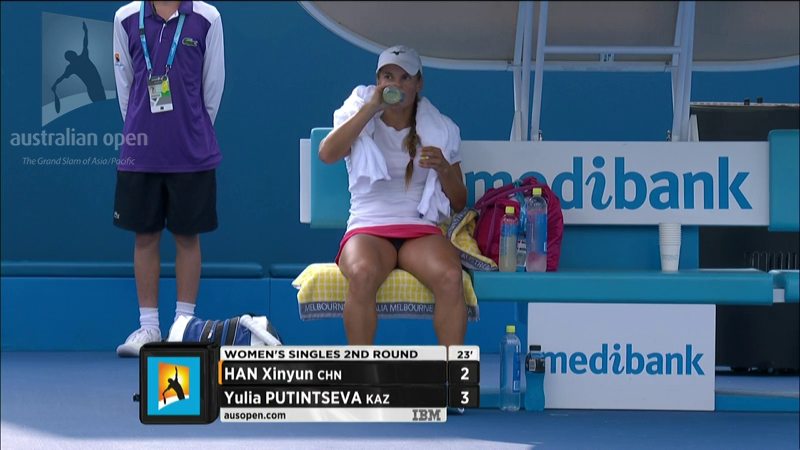 australian open
The Grand Slam of Asia/Pacific
medibank
MELBOURNE
MELBOURNE
medibank
WOMEN'S SINGLES 2ND ROUND 23'
HAN Xinyun CHN 2
Yulia PUTINTSEVA KAZ 3
ausopen.com IBM